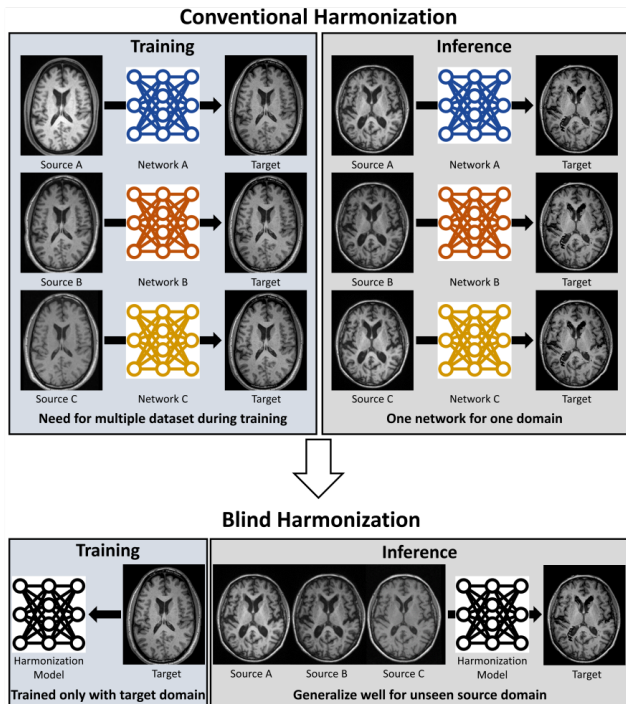 Conventional Harmonization
Training
Source A Network A Target
Source B Network B Target
Source C Network C Target
Need for multiple dataset during training
Inference
Source A Network A Target
Source B Network B Target
Source C Network C Target
One network for one domain
Blind Harmonization
Training
Harmonization
Model
Target
Trained only with target domain
Inference
Source A Source B Source C Harmonization
Model
Target
Generalize well for unseen source domain